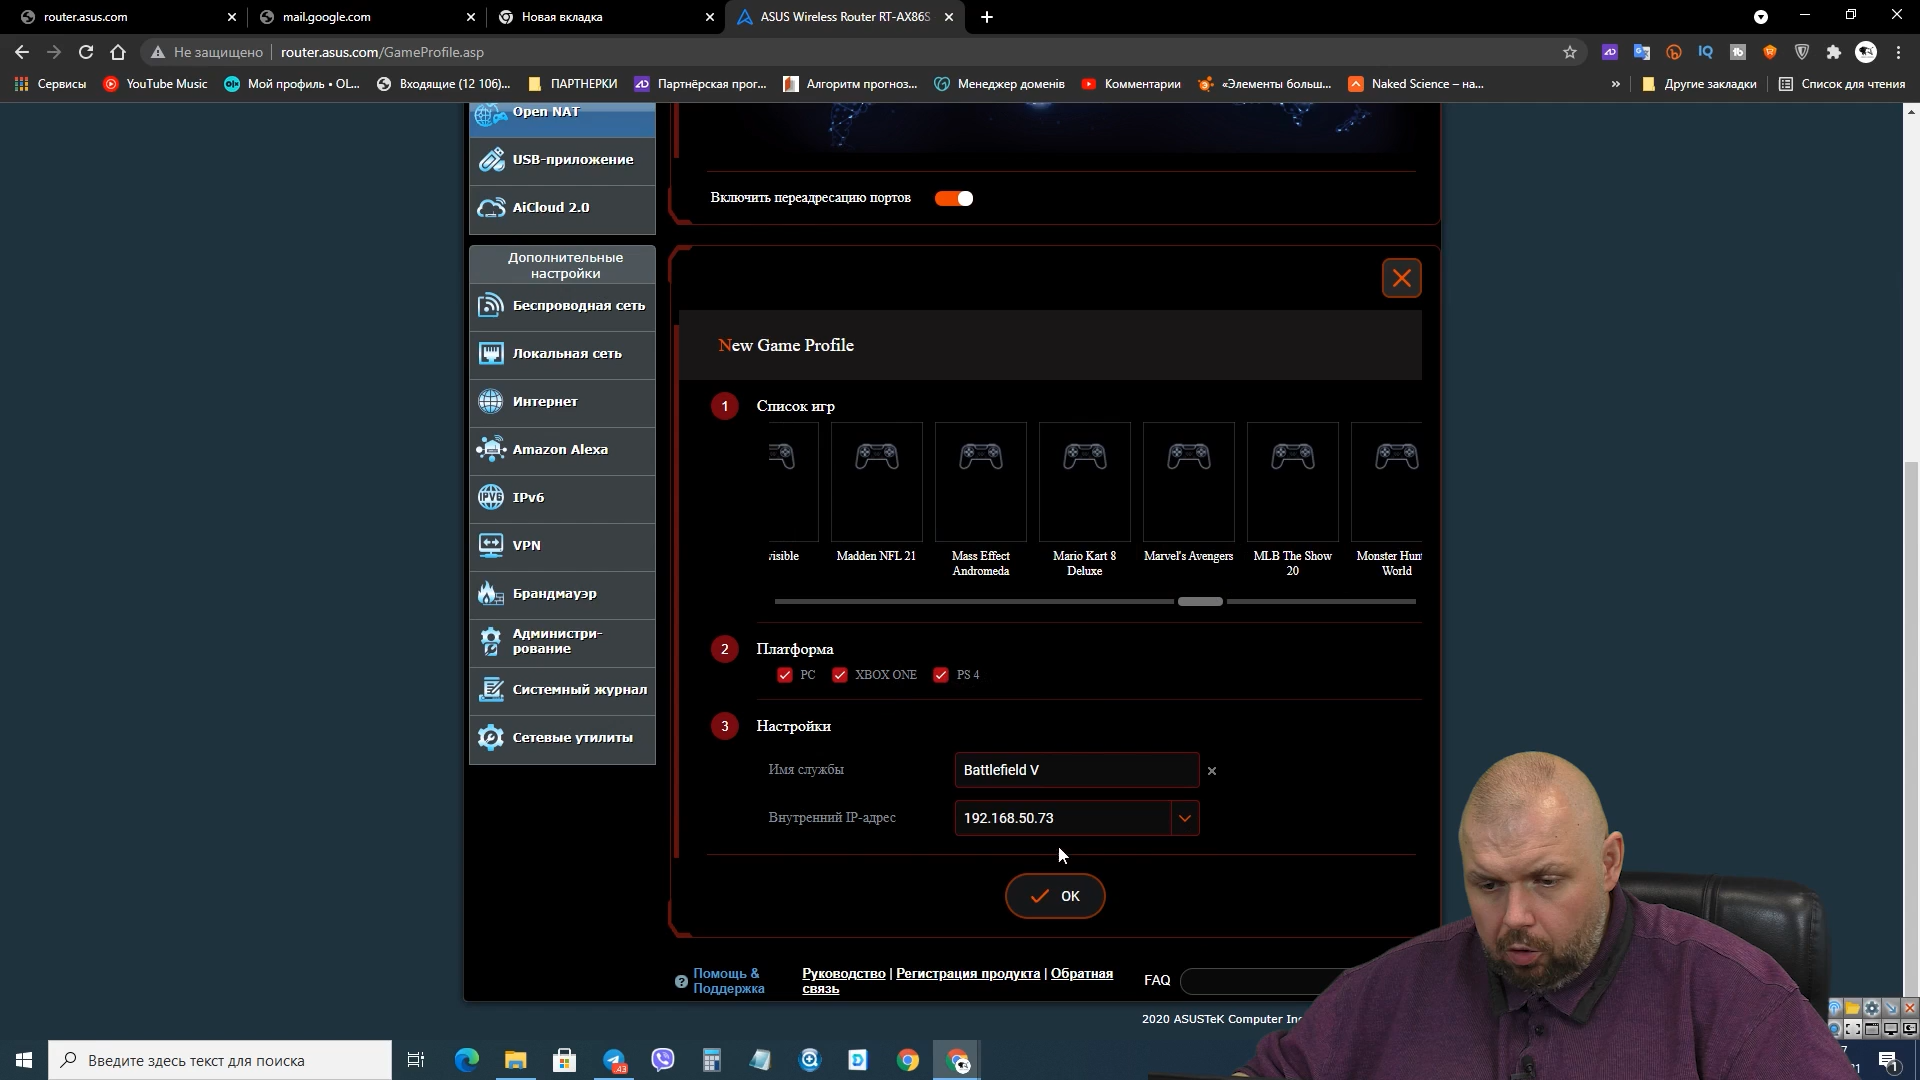 router.asus.com
mail.google.com
Новая вкладка
ASUS Wireless Router RT-AX86S
Не защищено
router.asus.com/GameProfile.asp
Сервисы
YouTube Music
Мой профиль • OL...
Входящие (12 106)...
ПАРТНЕРКИ
Партнёрская прог...
Алгоритм прогноз...
Менеджер доменів
Комментарии
«Элементы больш...
Naked Science – на...
»
Другие закладки
Список для чтения
Open NAT
USB-приложение
AiCloud 2.0
Дополнительные
настройки
Беспроводная сеть
Локальная сеть
Интернет
Amazon Alexa
IPv6
VPN
Брандмауэр
Администри-
рование
Системный журнал
Сетевые утилиты
Включить переадресацию портов
New Game Profile
1 Список игр
visible
Madden NFL 21
Mass Effect
Andromeda
Mario Kart 8
Deluxe
Marvel's Avengers
MLB The Show
20
Monster Hun
World
2 Платформа
PC XBOX ONE PS 4
3 Настройки
Имя службы Battlefield V
Внутренний IP-адрес 192.168.50.73
OK
Помощь &
Поддержка
Руководство | Регистрация продукта | Обратная
связь
FAQ
2020 ASUSTeK Computer Inc
Введите здесь текст для поиска
43
1